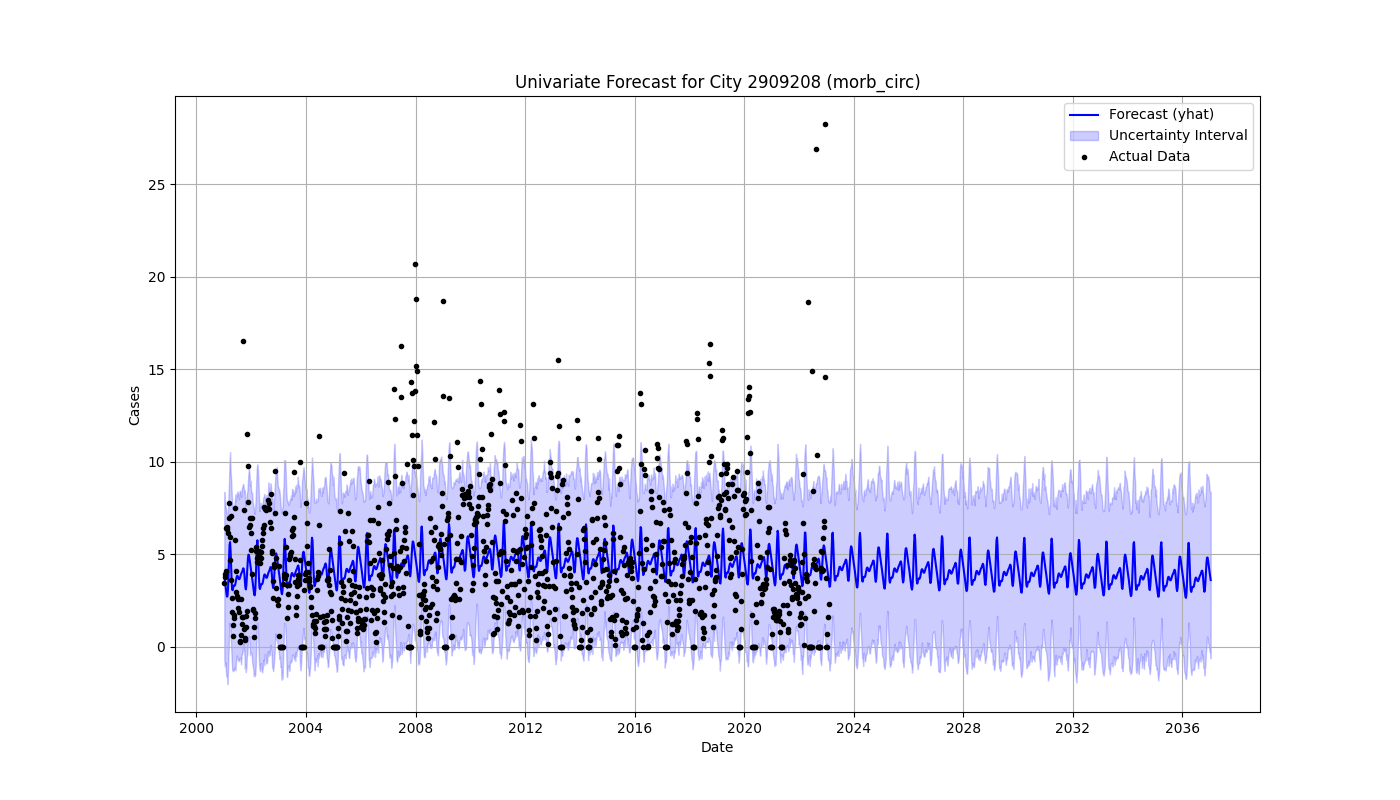 Univariate Forecast for City 2909208 (morb_circ)
Forecast (yhat)
Uncertainty Interval
Actual Data
Cases
25
20
15
10
5
0
2000 2004 2008 2012 2016 2020 2024 2028 2032 2036
Date